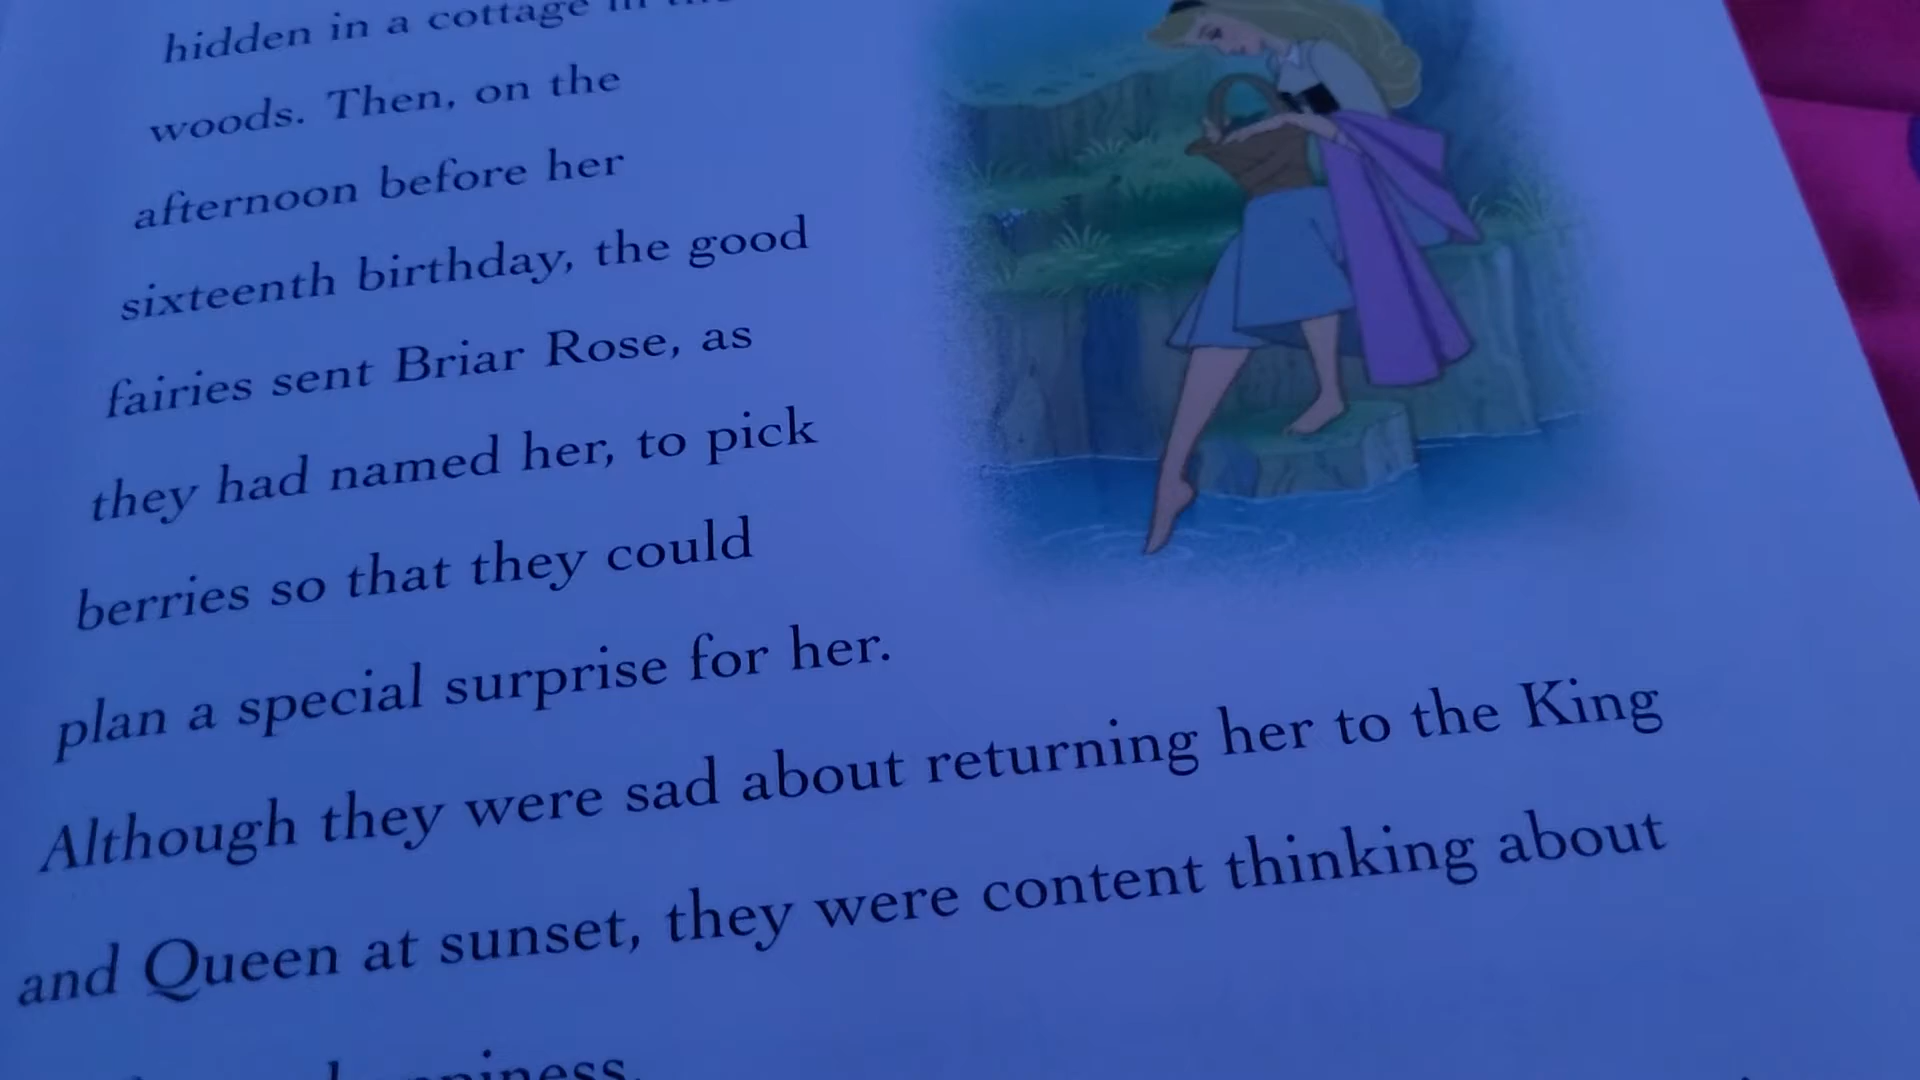 hidden in a cottage in
woods. Then, on the
afternoon before her
sixteenth birthday, the good
fairies sent Briar Rose, as
they had named her, to pick
berries so that they could
plan a special surprise for her.
Although they were sad about returning her to the King
and Queen at sunset, they were content thinking about